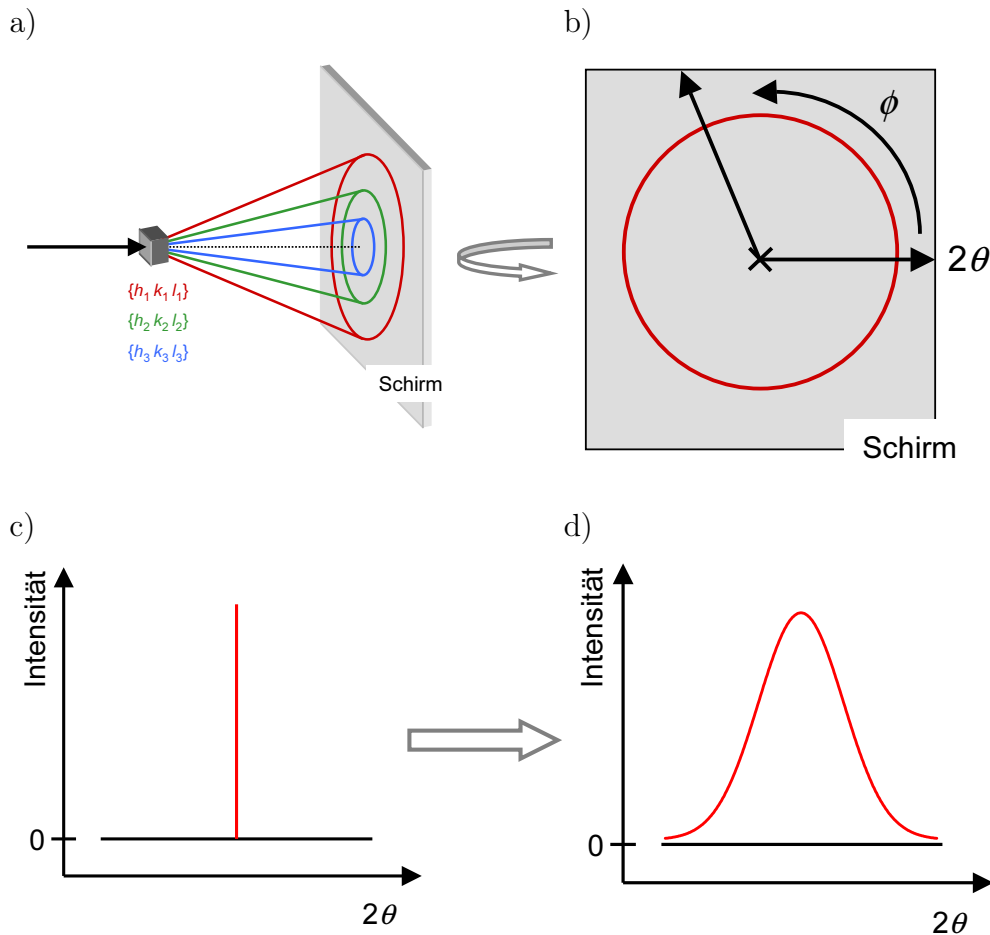 a)
{h₁ k₁ l₁}
{h₂ k₂ l₂}
{h₃ k₃ l₃}
Schirm
b)
ϕ
2θ
Schirm
c)
Intensität
0
2θ
d)
Intensität
0
2θ